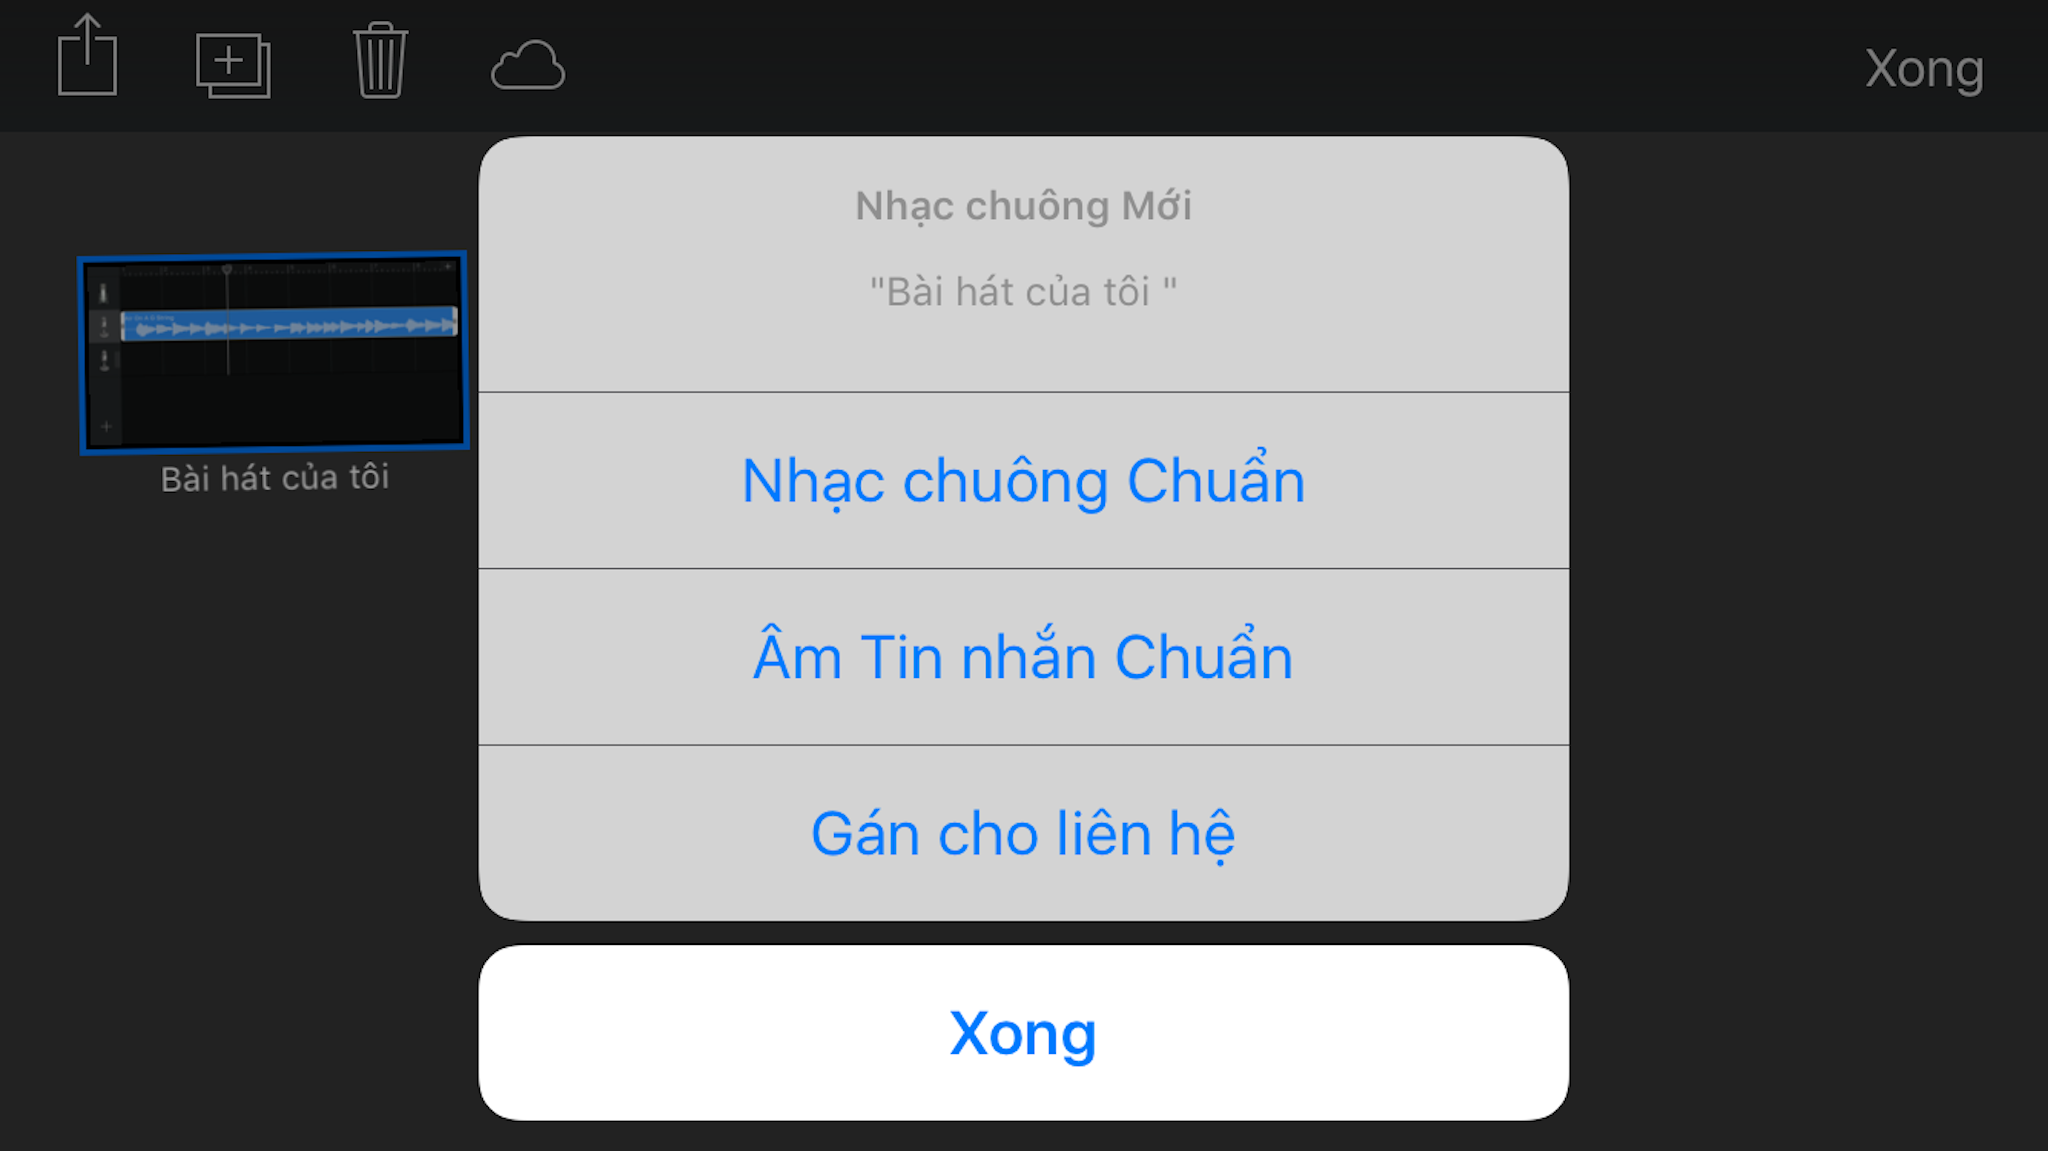 Xong
Nhạc chuông Mới
"Bài hát của tôi "
Bài hát của tôi
Nhạc chuông Chuẩn
Âm Tin nhắn Chuẩn
Gán cho liên hệ
Xong